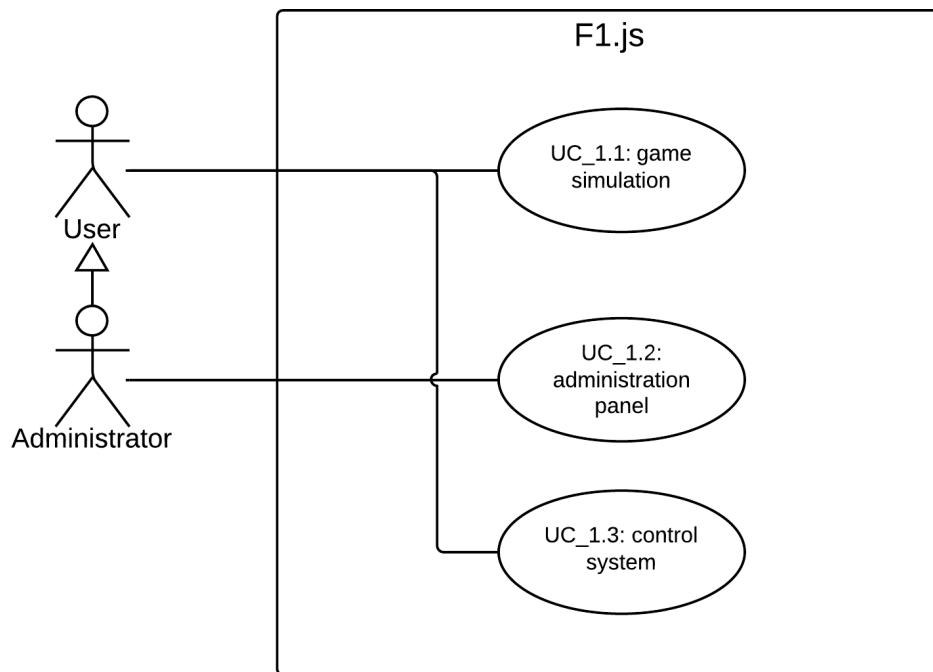 F1.js
UC_1.1: game
simulation
User
UC_1.2:
administration
panel
Administrator
UC_1.3: control
system